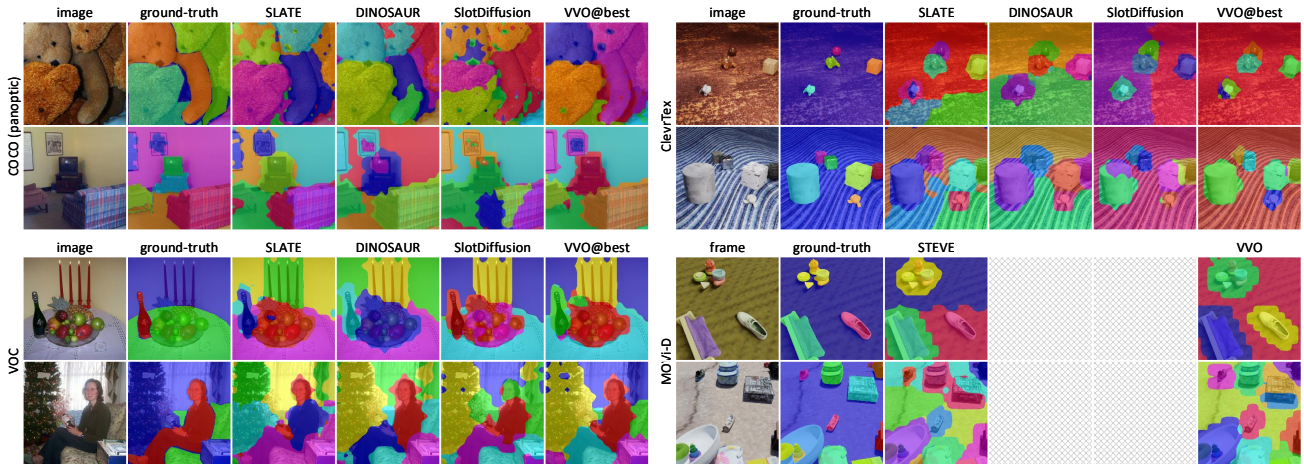 image ground-truth SLATE DINOSAUR SlotDiffusion VVO@best
COCO (panoptic)
image ground-truth SLATE DINOSAUR SlotDiffusion VVO@best
VOC
image ground-truth SLATE DINOSAUR SlotDiffusion VVO@best
ClevrTex
frame ground-truth STEVE VVO
MOVi-D